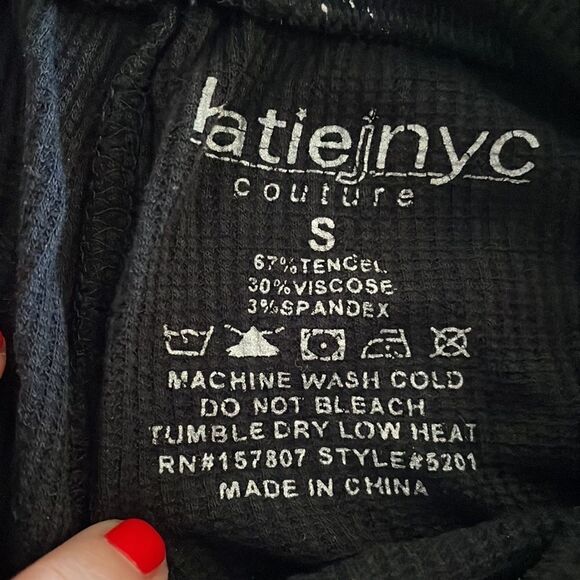 katiejnyc
couture
S
67%TENCEL
30%VISCOSE
3%SPANDEX
MACHINE WASH COLD
DO NOT BLEACH
TUMBLE DRY LOW HEAT
RN#157807 STYLE#5201
MADE IN CHINA